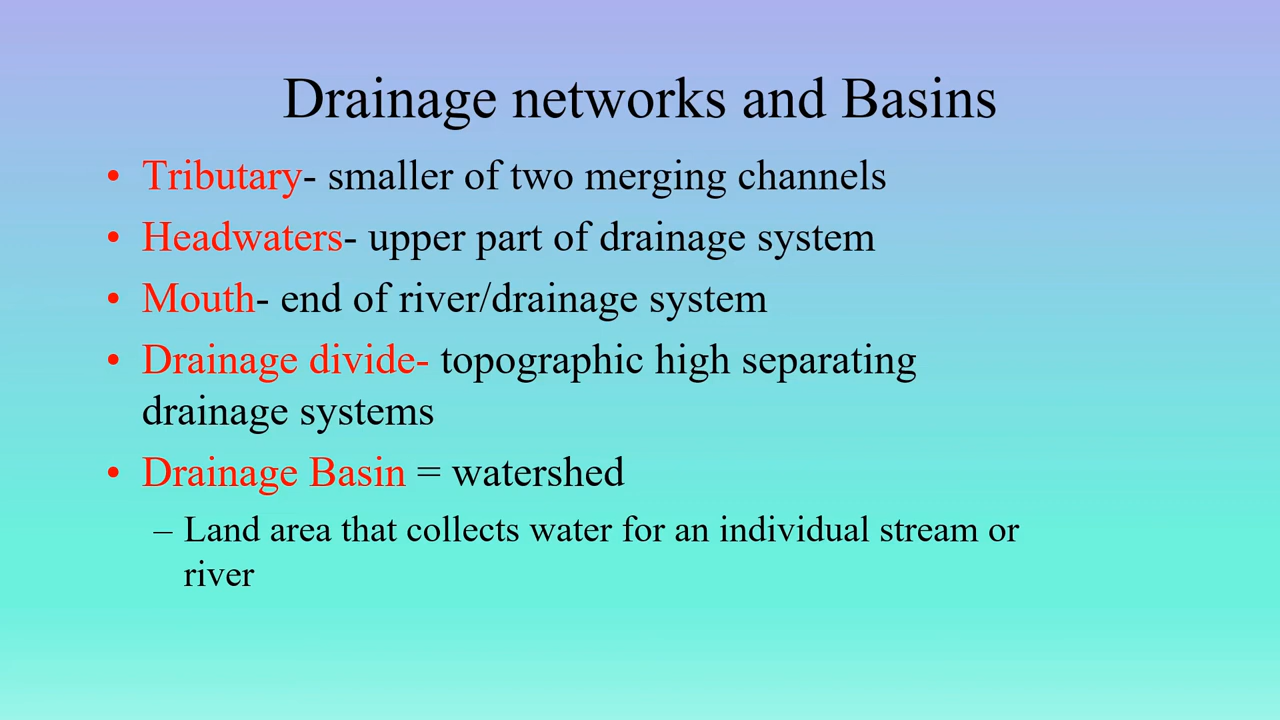 Drainage networks and Basins
• Tributary- smaller of two merging channels
• Headwaters- upper part of drainage system
• Mouth- end of river/drainage system
• Drainage divide- topographic high separating
drainage systems
• Drainage Basin = watershed
– Land area that collects water for an individual stream or
river